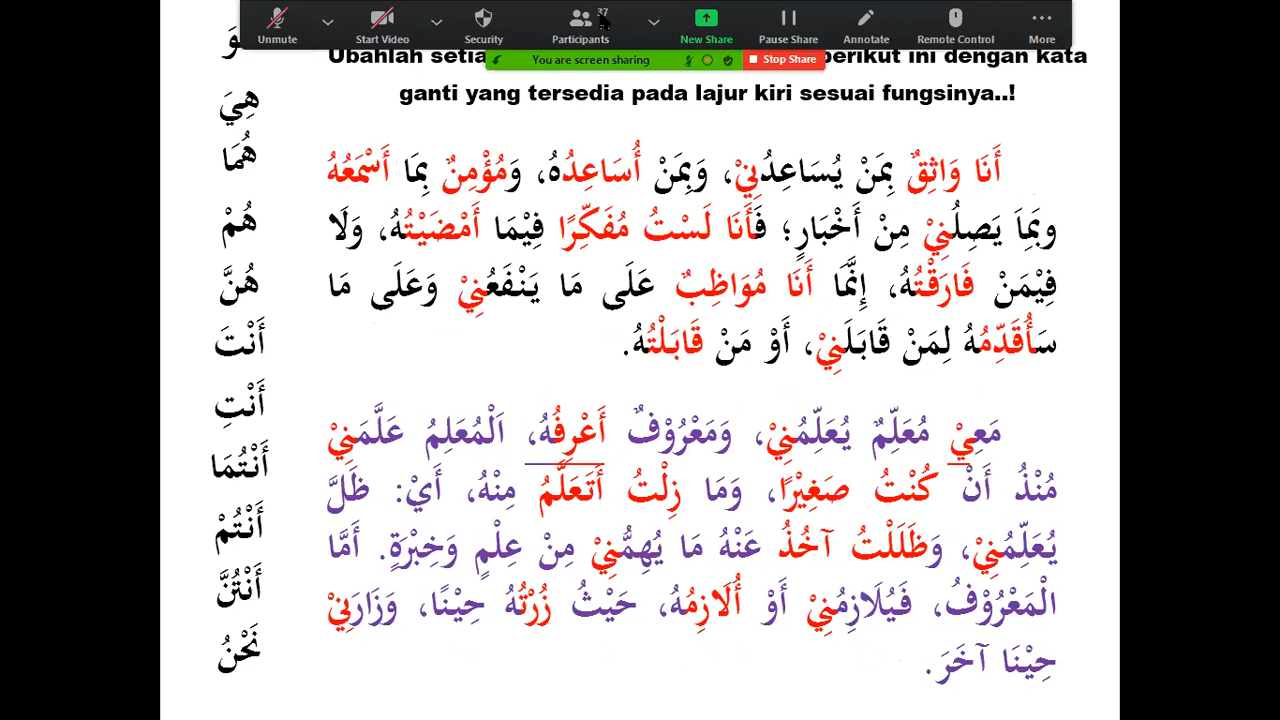 Unmute
Start Video
Security
Participants
37
New Share
Pause Share
Annotate
Remote Control
More
You are screen sharing
Stop Share
Ubahlah setia berikut ini dengan kata
ganti yang tersedia pada lajur kiri sesuai fungsinya..!
أَنَا وَاثِقٌ بِمَنْ يُسَاعِدُنِيْ، وَبِمَنْ أُسَاعِدُهُ، وَمُؤْمِنٌ بِمَا أَسْمَعُهُ
وبَمِاَ يَصِلُنِيْ مِنْ أَخْبَارٍ؛ فَأَنَا لَسْتُ مُفَكِّرًا فِيْمَا أَمْضَيْتُهُ، وَلَا
فِيْمَنْ فَارَقْتُهُ، إِنَّمَا أَنَا مُوَاظِبٌ عَلَى مَا يَنْفَعُنِيْ وَعَلَى مَا
سَأُقَدِّمُهُ لِمَنْ قَابَلَنِيْ، أَوْ مَنْ قَابَلْتُهُ.
مَعِيْ مُعَلِّمٌ يُعَلِّمُنِيْ، وَمَعْرُوْفٌ أَعْرِفُهُ، اَلْمُعَلِمُ عَلَّمَنِيْ
مُنْذُ أَنْ كُنْتُ صَغِيْرًا، وَمَا زِلْتُ أَتَعَلَّمُ مِنْهُ، أَيْ: ظَلَّ
يُعَلِّمُنِيْ، وَظَلَلْتُ آخُذُ عَنْهُ مَا يُهِمُّنِيْ مِنْ عِلْمٍ وَخِبْرَةٍ. أَمَّا
الْمَعْرُوْفُ، فَيُلَازِمُنِيْ أَوْ أُلَازِمُهُ، حَيْثُ زُرْتُهُ حِيْنًا، وَزَارَنِيْ
حِيْنَا آخَرَ.
هِيَ
هُمَا
هُمْ
هُنَّ
أَنْتَ
أَنْتِ
أَنْتُمَا
أَنْتُمْ
أَنْتُنَّ
نَحْنُ